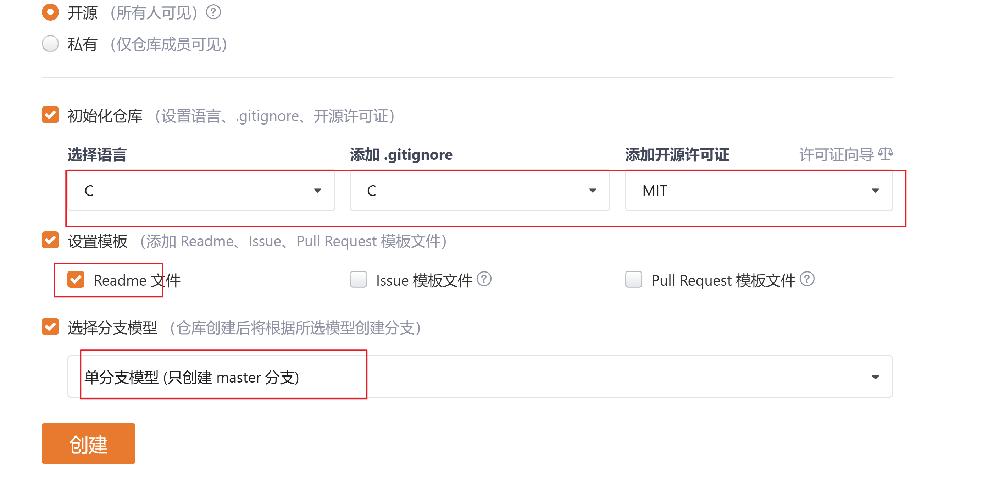 开源 （所有人可见） ?
私有 （仅仓库成员可见）
初始化仓库 （设置语言、.gitignore、开源许可证）
选择语言 添加 .gitignore 添加开源许可证 许可证向导
C C MIT
设置模板 （添加 Readme、Issue、Pull Request 模板文件）
Readme 文件 Issue 模板文件 ? Pull Request 模板文件 ?
选择分支模型 （仓库创建后将根据所选模型创建分支）
单分支模型 (只创建 master 分支)
创建